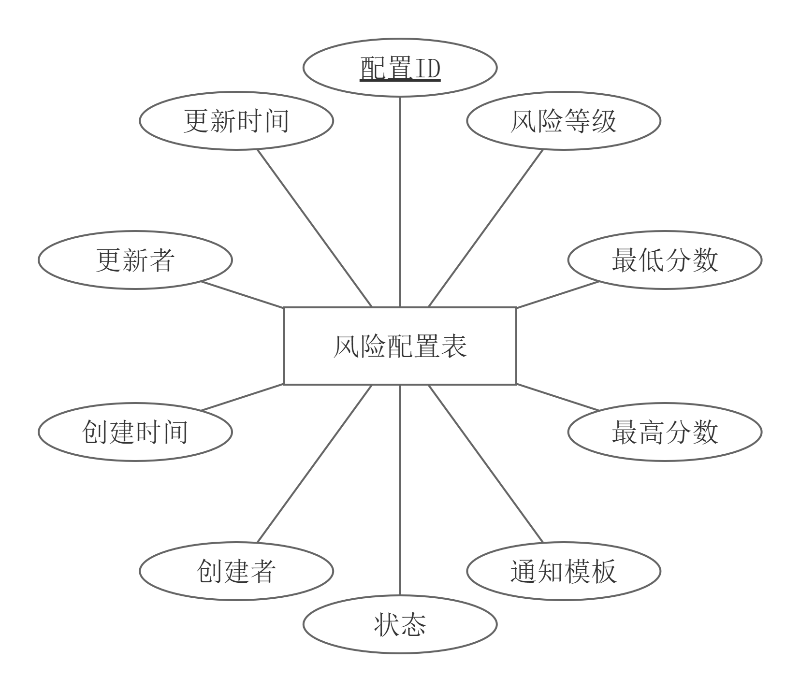 配置ID
更新时间
风险等级
更新者
最低分数
风险配置表
创建时间
最高分数
创建者
通知模板
状态